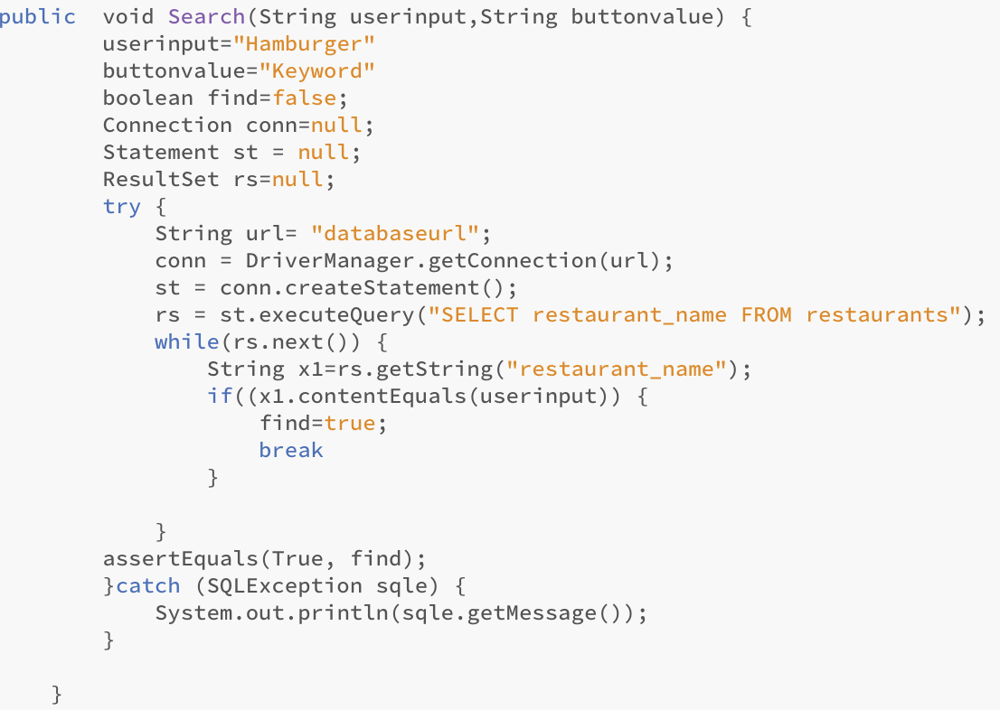 public  void Search(String userinput,String buttonvalue) {
        userinput="Hamburger"
        buttonvalue="Keyword"
        boolean find=false;
        Connection conn=null;
        Statement st = null;
        ResultSet rs=null;
        try {
            String url= "databaseurl";
            conn = DriverManager.getConnection(url);
            st = conn.createStatement();
            rs = st.executeQuery("SELECT restaurant_name FROM restaurants");
            while(rs.next()) {
                String x1=rs.getString("restaurant_name");
                if((x1.contentEquals(userinput)) {
                    find=true;
                    break
                }

            }
        assertEquals(True, find);
        }catch (SQLException sqle) {
            System.out.println(sqle.getMessage());
        }

    }